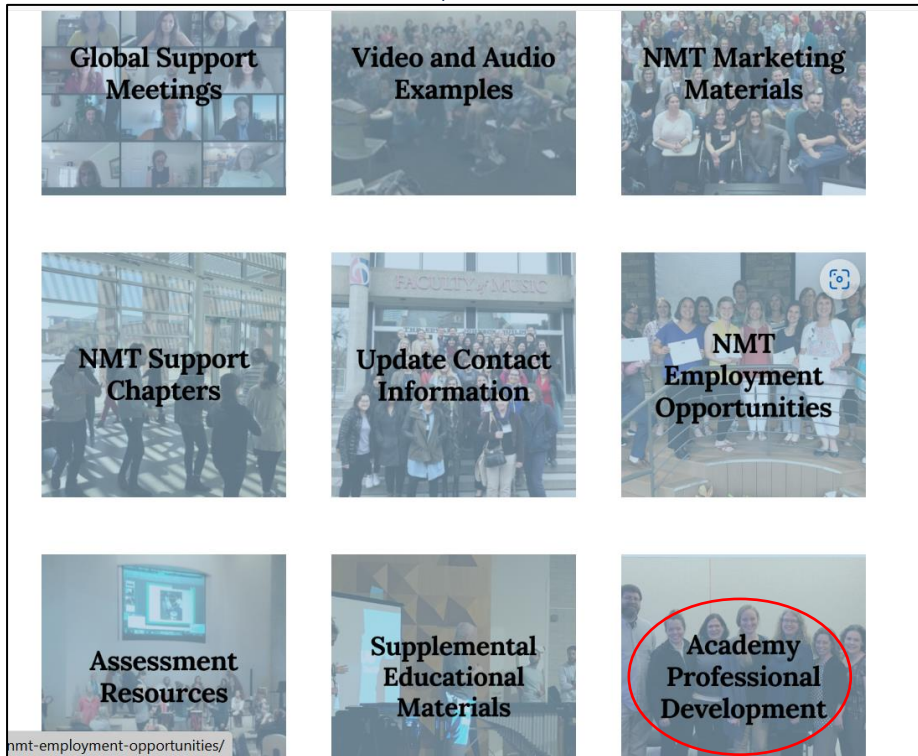 Global Support
Meetings
Video and Audio
Examples
NMT Marketing
Materials
FACULTY of MUSIC
NMT Support
Chapters
Update Contact
Information
NMT
Employment
Opportunities
Assessment
Resources
Supplemental
Educational
Materials
Academy
Professional
Development
nmt-employment-opportunities/